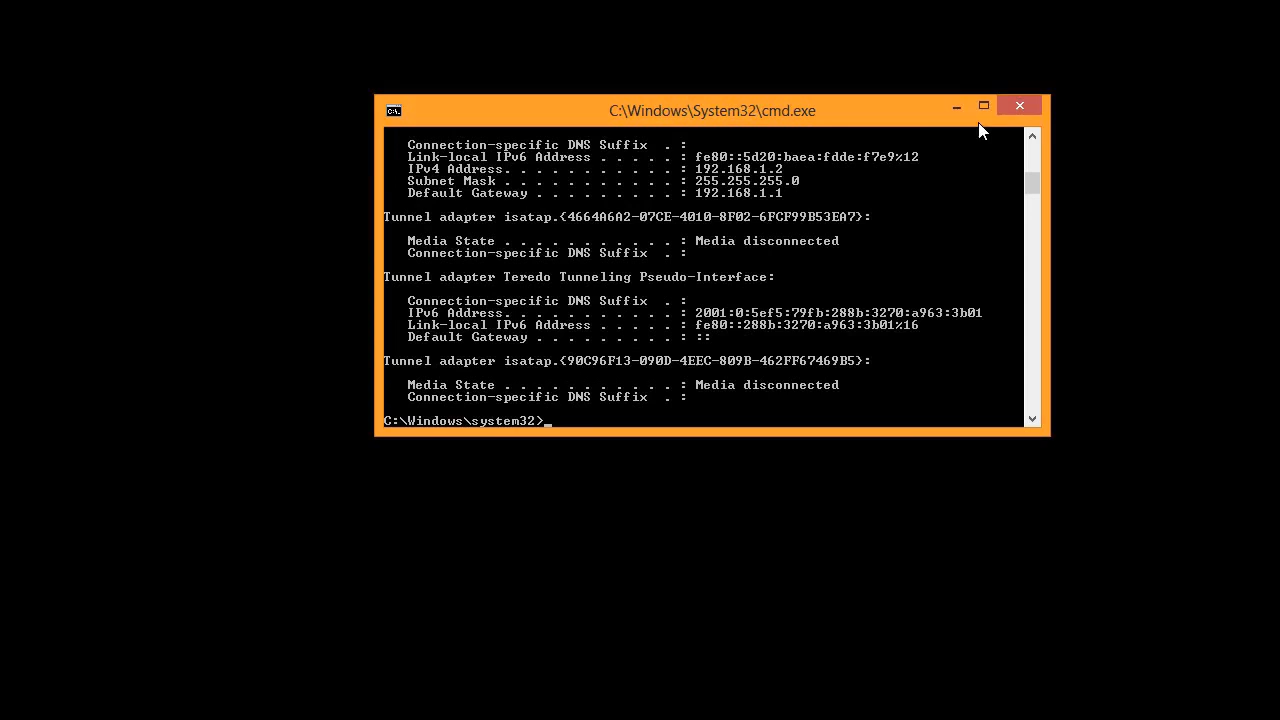 C:\Windows\System32\cmd.exe
Connection-specific DNS Suffix  . :
Link-local IPv6 Address . . . . . : fe80::5d20:baea:fdde:f7e9%12
IPv4 Address. . . . . . . . . . . : 192.168.1.2
Subnet Mask . . . . . . . . . . . : 255.255.255.0
Default Gateway . . . . . . . . . : 192.168.1.1
Tunnel adapter isatap.{4664A6A2-07CE-4010-8F02-6FCF99B53EA7}:
Media State . . . . . . . . . . . : Media disconnected
Connection-specific DNS Suffix  . :
Tunnel adapter Teredo Tunneling Pseudo-Interface:
Connection-specific DNS Suffix  . :
IPv6 Address. . . . . . . . . . . : 2001:0:5ef5:79fb:288b:3270:a963:3b01
Link-local IPv6 Address . . . . . : fe80::288b:3270:a963:3b01%16
Default Gateway . . . . . . . . . : ::
Tunnel adapter isatap.{90C96F13-090D-4EEC-809B-462FF67469B5}:
Media State . . . . . . . . . . . : Media disconnected
Connection-specific DNS Suffix  . :
C:\Windows\system32>_